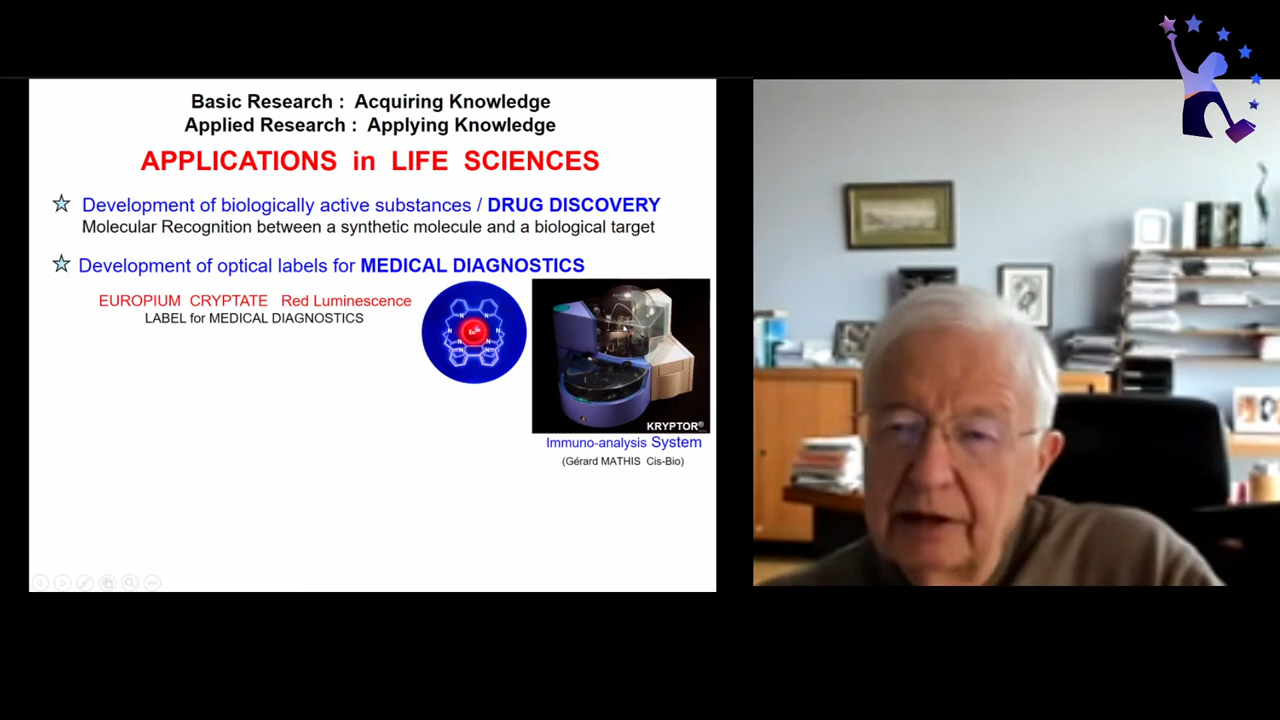 Basic Research : Acquiring Knowledge
Applied Research : Applying Knowledge
APPLICATIONS in LIFE SCIENCES
Development of biologically active substances / DRUG DISCOVERY
Molecular Recognition between a synthetic molecule and a biological target
Development of optical labels for MEDICAL DIAGNOSTICS
EUROPIUM CRYPTATE Red Luminescence
LABEL for MEDICAL DIAGNOSTICS
KRYPTOR®
Immuno-analysis System
(Gérard MATHIS Cis-Bio)